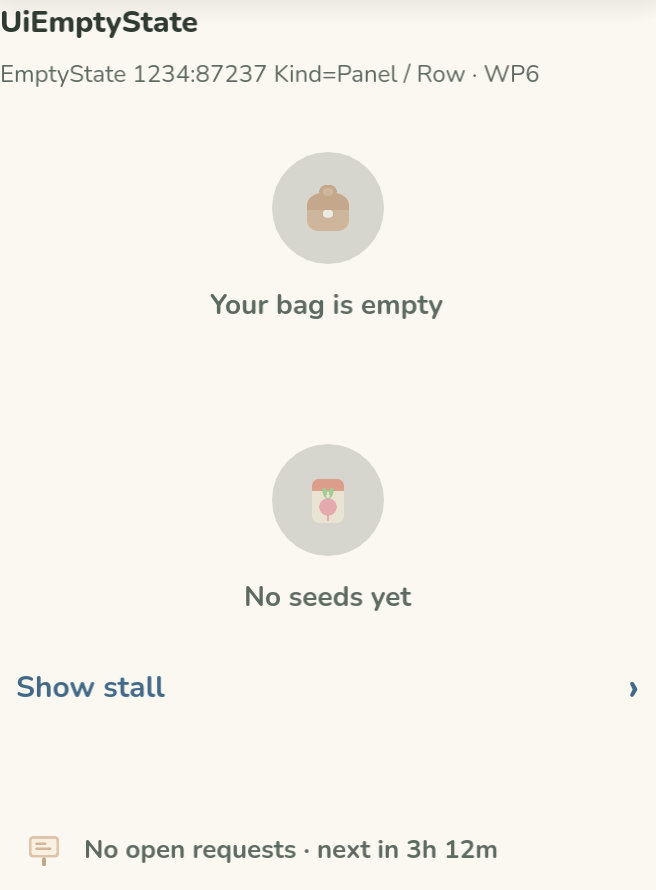 UiEmptyState
EmptyState 1234:87237 Kind=Panel / Row · WP6
Your bag is empty
No seeds yet
Show stall ›
No open requests · next in 3h 12m